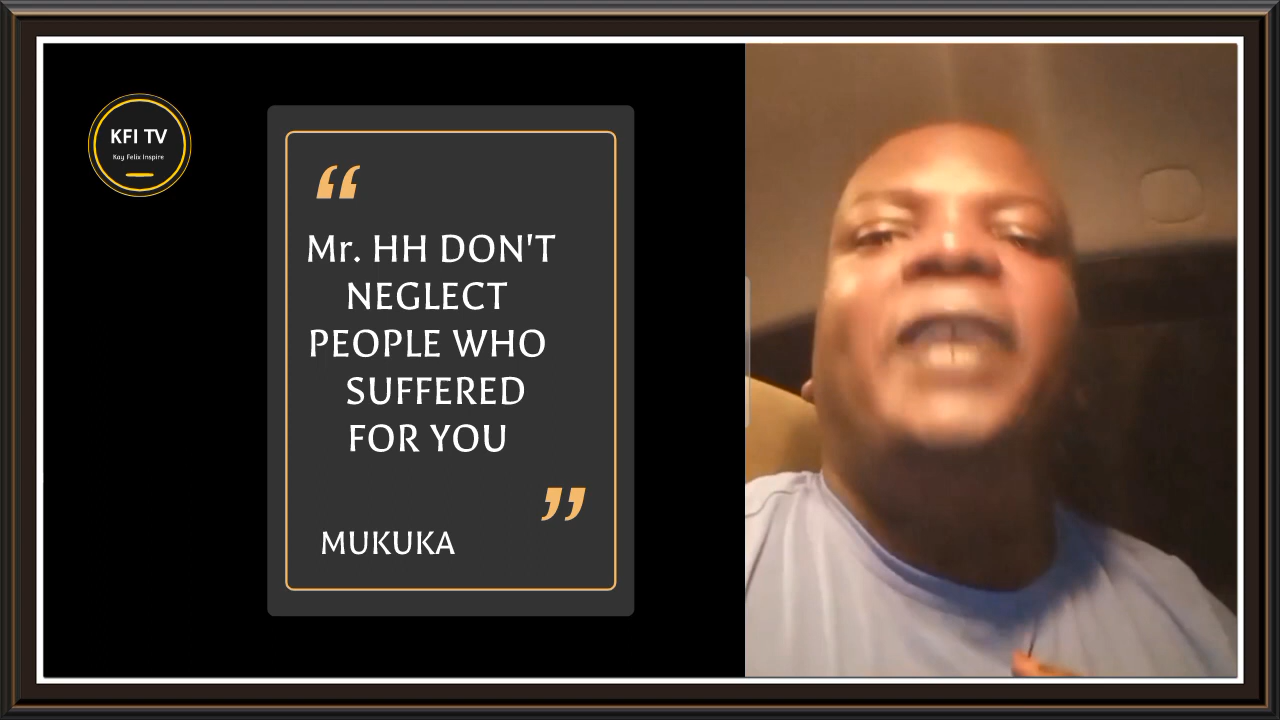 KFI TV
Kay Felix Inspire
“
Mr. HH DON'T
NEGLECT
PEOPLE WHO
SUFFERED
FOR YOU
”
MUKUKA